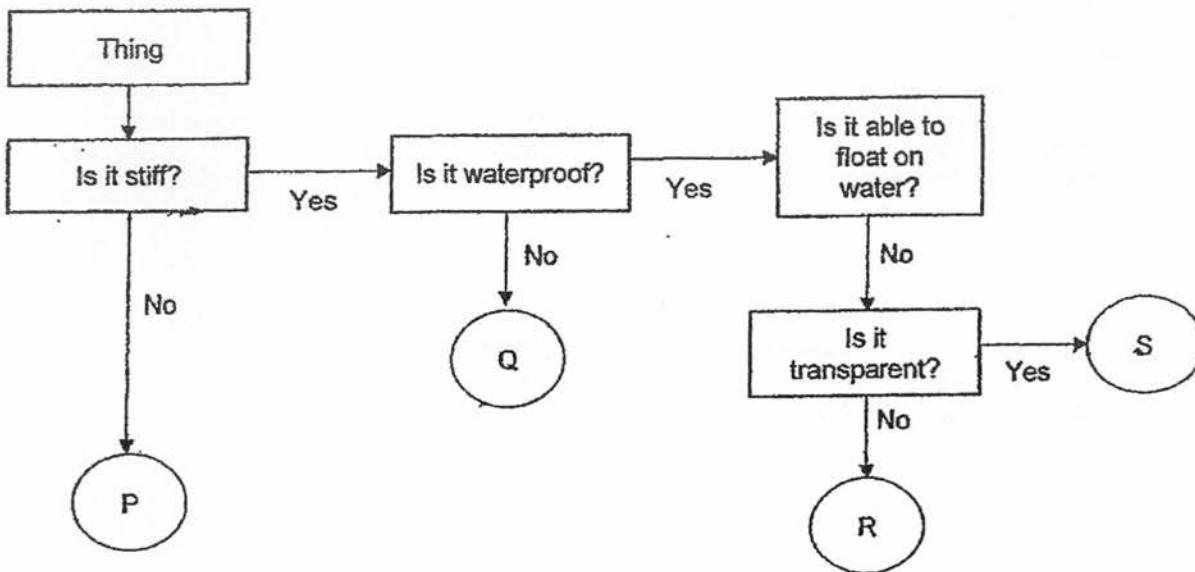 Thing
Is it stiff?
Yes
Is it waterproof?
Yes
Is it able to
float on
water?
No
No
No
Q
Is it
transparent?
Yes
S
No
P
R